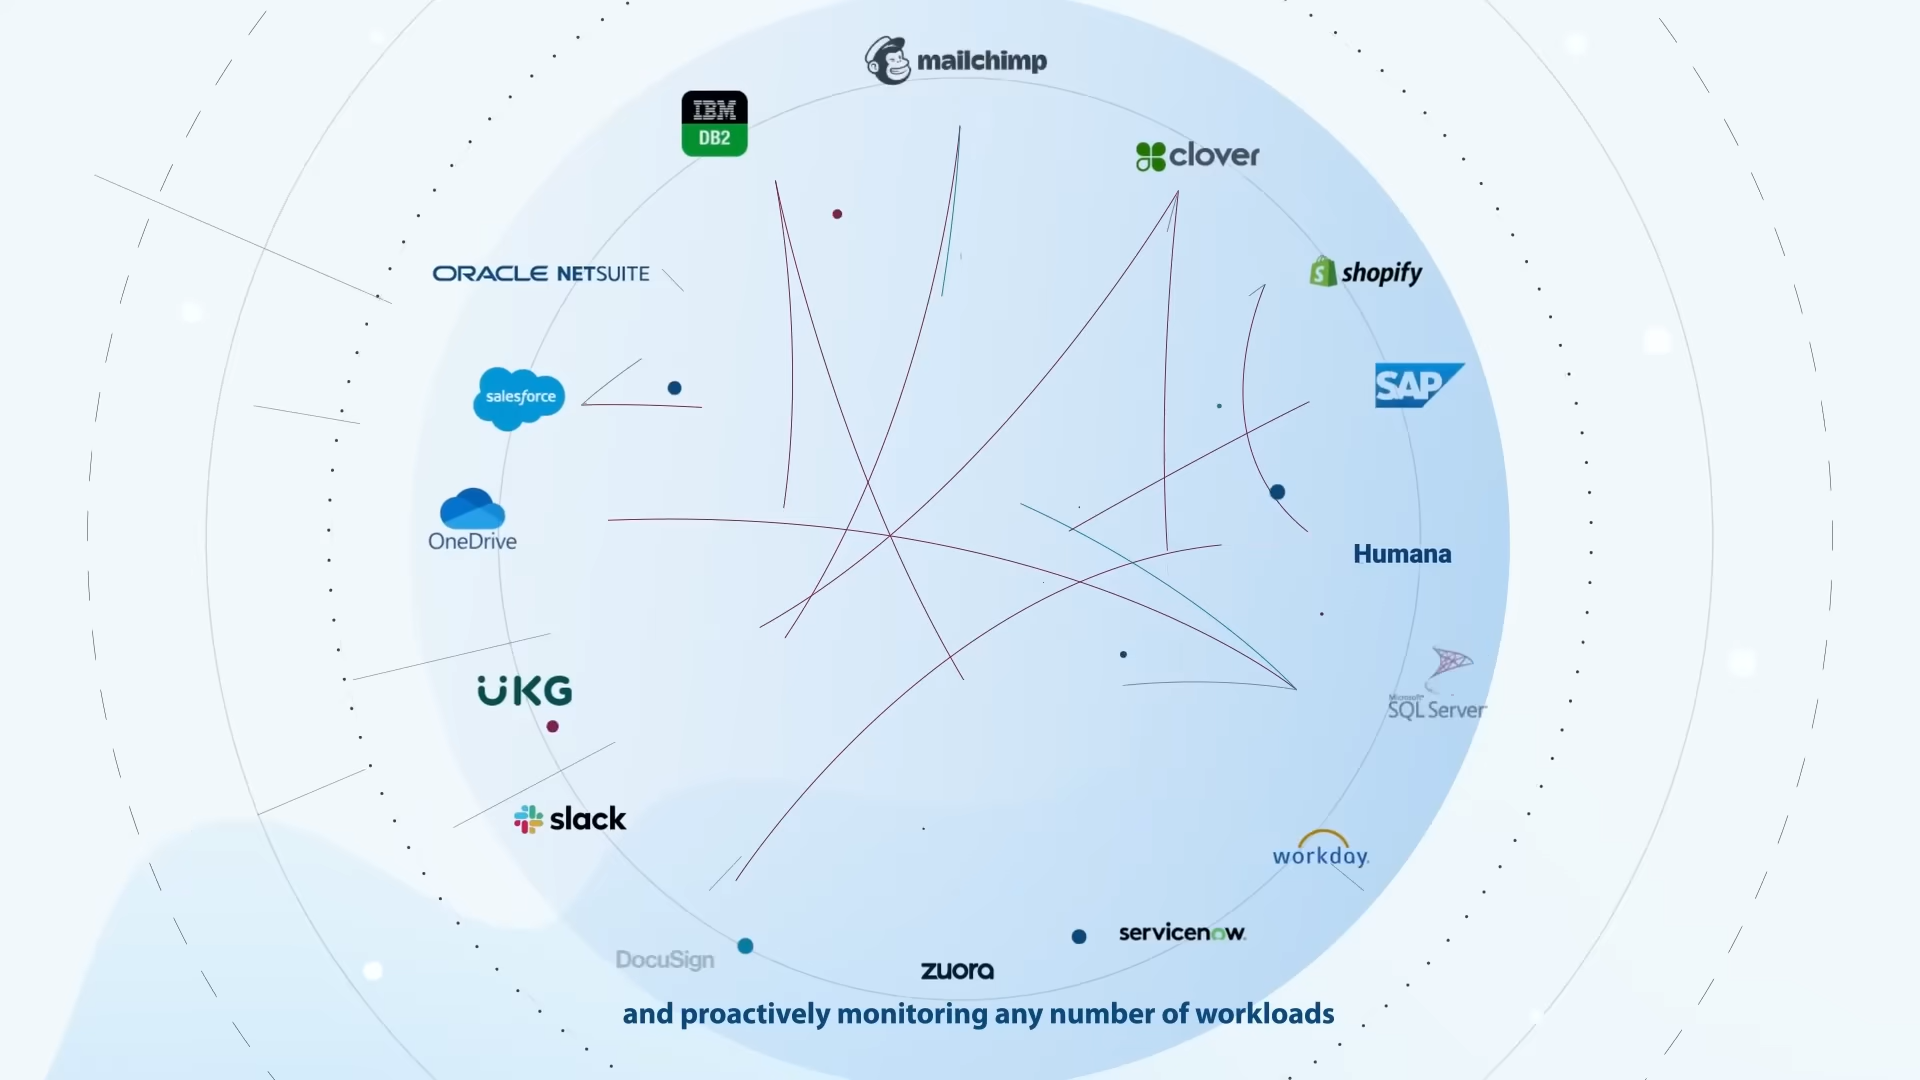 mailchimp
IBM
DB2
clover
ORACLE NETSUITE
shopify
salesforce
SAP
OneDrive
Humana
UKG
Microsoft
SQL Server
slack
workday.
servicenow.
DocuSign
zuora
and proactively monitoring any number of workloads